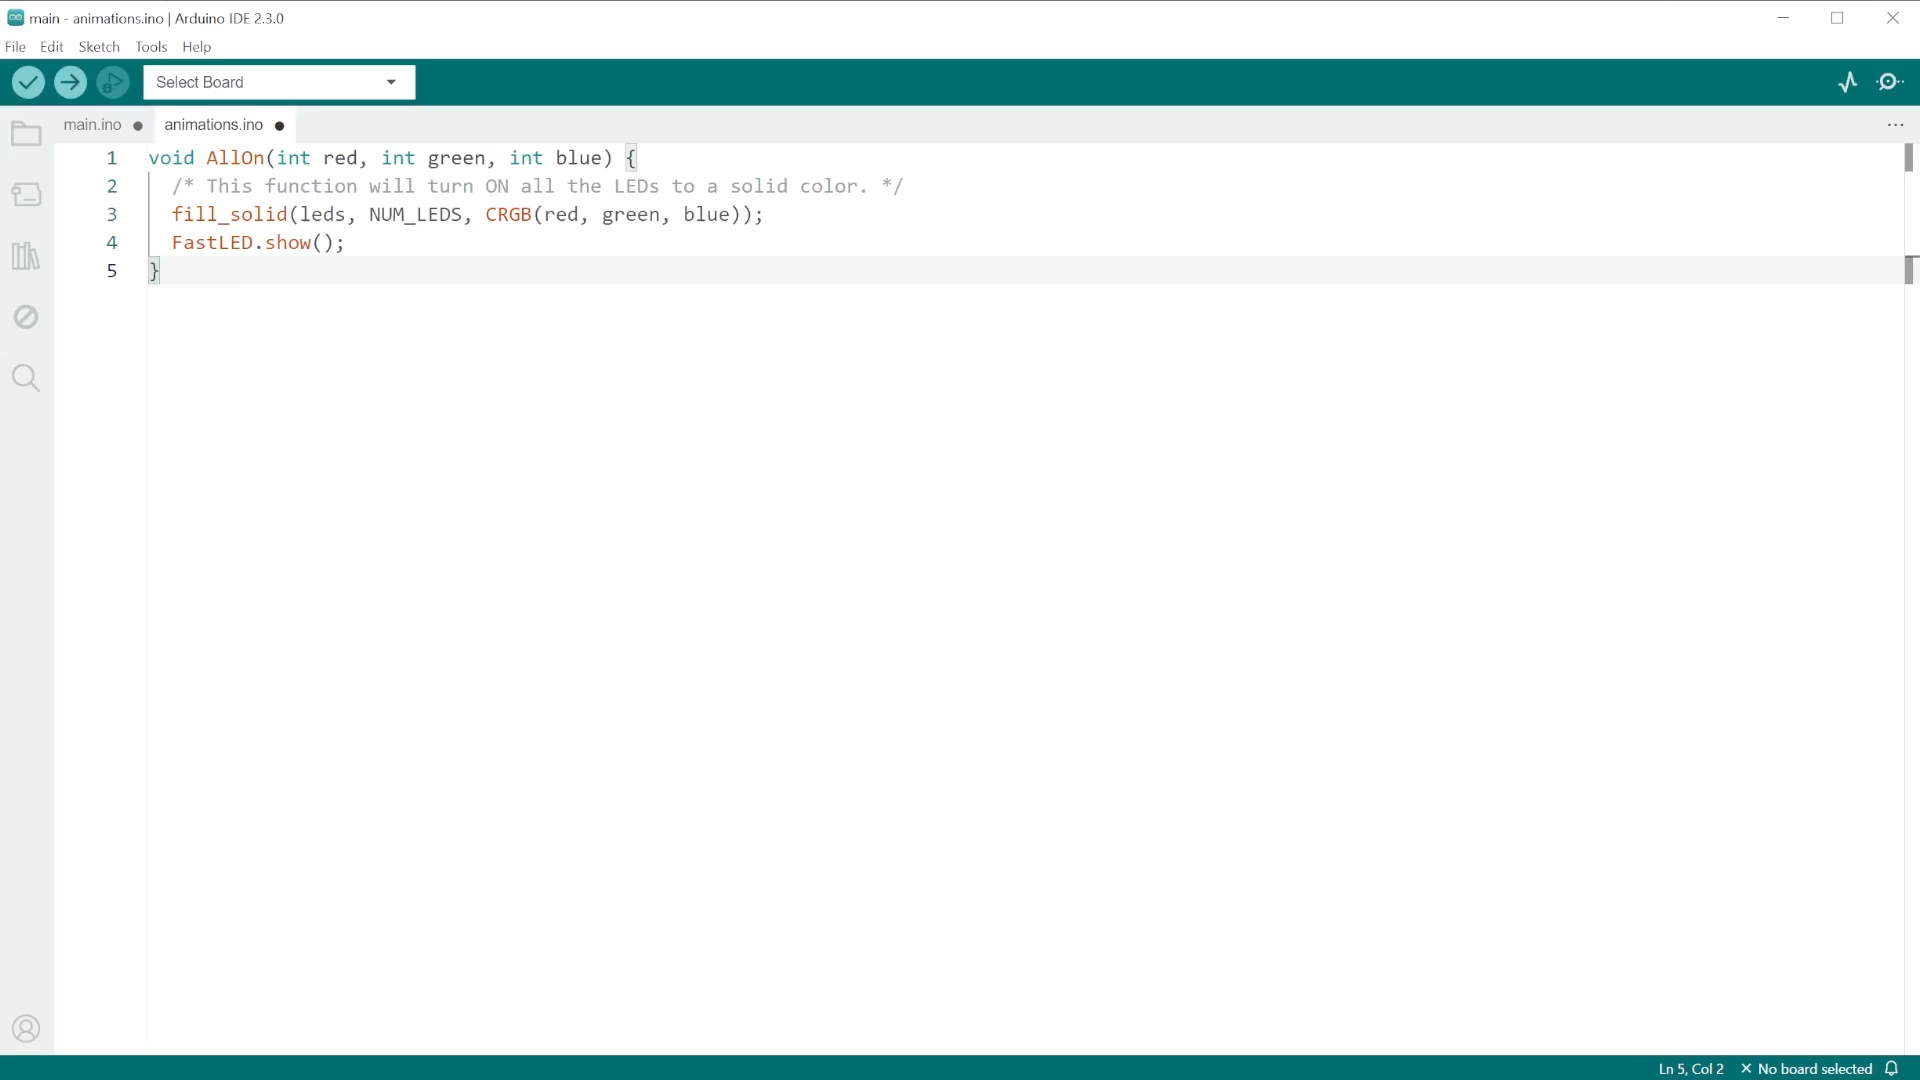 main - animations.ino | Arduino IDE 2.3.0
File Edit Sketch Tools Help
Select Board
main.ino animations.ino
1 void AllOn(int red, int green, int blue) {
2 /* This function will turn ON all the LEDs to a solid color. */
3 fill_solid(leds, NUM_LEDS, CRGB(red, green, blue));
4 FastLED.show();
5 }
Ln 5, Col 2 × No board selected